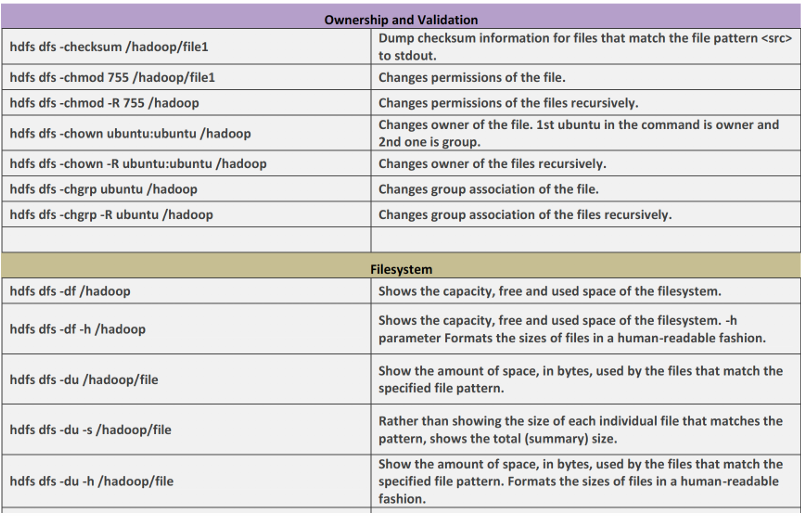 Ownership and Validation
hdfs dfs -checksum /hadoop/file1
Dump checksum information for files that match the file pattern <src>
to stdout.
hdfs dfs -chmod 755 /hadoop/file1
Changes permissions of the file.
hdfs dfs -chmod -R 755 /hadoop
Changes permissions of the files recursively.
hdfs dfs -chown ubuntu:ubuntu /hadoop
Changes owner of the file. 1st ubuntu in the command is owner and
2nd one is group.
hdfs dfs -chown -R ubuntu:ubuntu /hadoop
Changes owner of the files recursively.
hdfs dfs -chgrp ubuntu /hadoop
Changes group association of the file.
hdfs dfs -chgrp -R ubuntu /hadoop
Changes group association of the files recursively.
Filesystem
hdfs dfs -df /hadoop
Shows the capacity, free and used space of the filesystem.
hdfs dfs -df -h /hadoop
Shows the capacity, free and used space of the filesystem. -h
parameter Formats the sizes of files in a human-readable fashion.
hdfs dfs -du /hadoop/file
Show the amount of space, in bytes, used by the files that match the
specified file pattern.
hdfs dfs -du -s /hadoop/file
Rather than showing the size of each individual file that matches the
pattern, shows the total (summary) size.
hdfs dfs -du -h /hadoop/file
Show the amount of space, in bytes, used by the files that match the
specified file pattern. Formats the sizes of files in a human-readable
fashion.